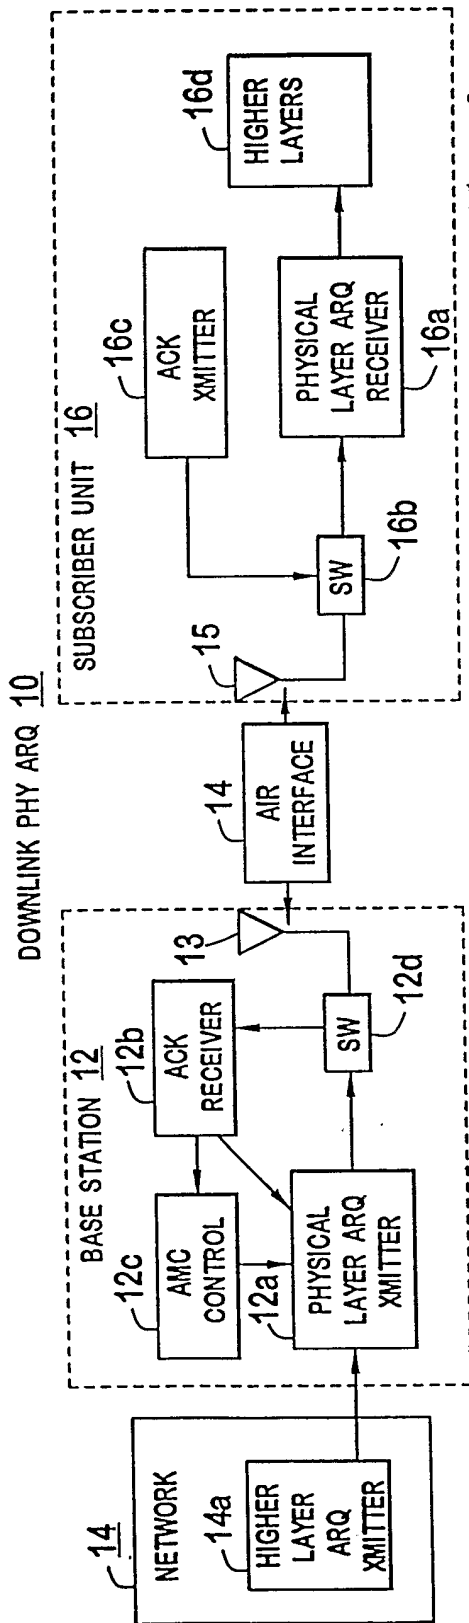 DOWNLINK PHY ARQ 10
14
NETWORK
14a
HIGHER
LAYER
ARQ
XMITTER
BASE STATION 12
12c
AMC
CONTROL
12b
ACK
RECEIVER
12a
PHYSICAL
LAYER ARQ
XMITTER
SW
12d
13
14
AIR
INTERFACE
SUBSCRIBER UNIT 16
15
16c
ACK
XMITTER
SW
16b
PHYSICAL
LAYER ARQ
RECEIVER
16a
16d
HIGHER
LAYERS